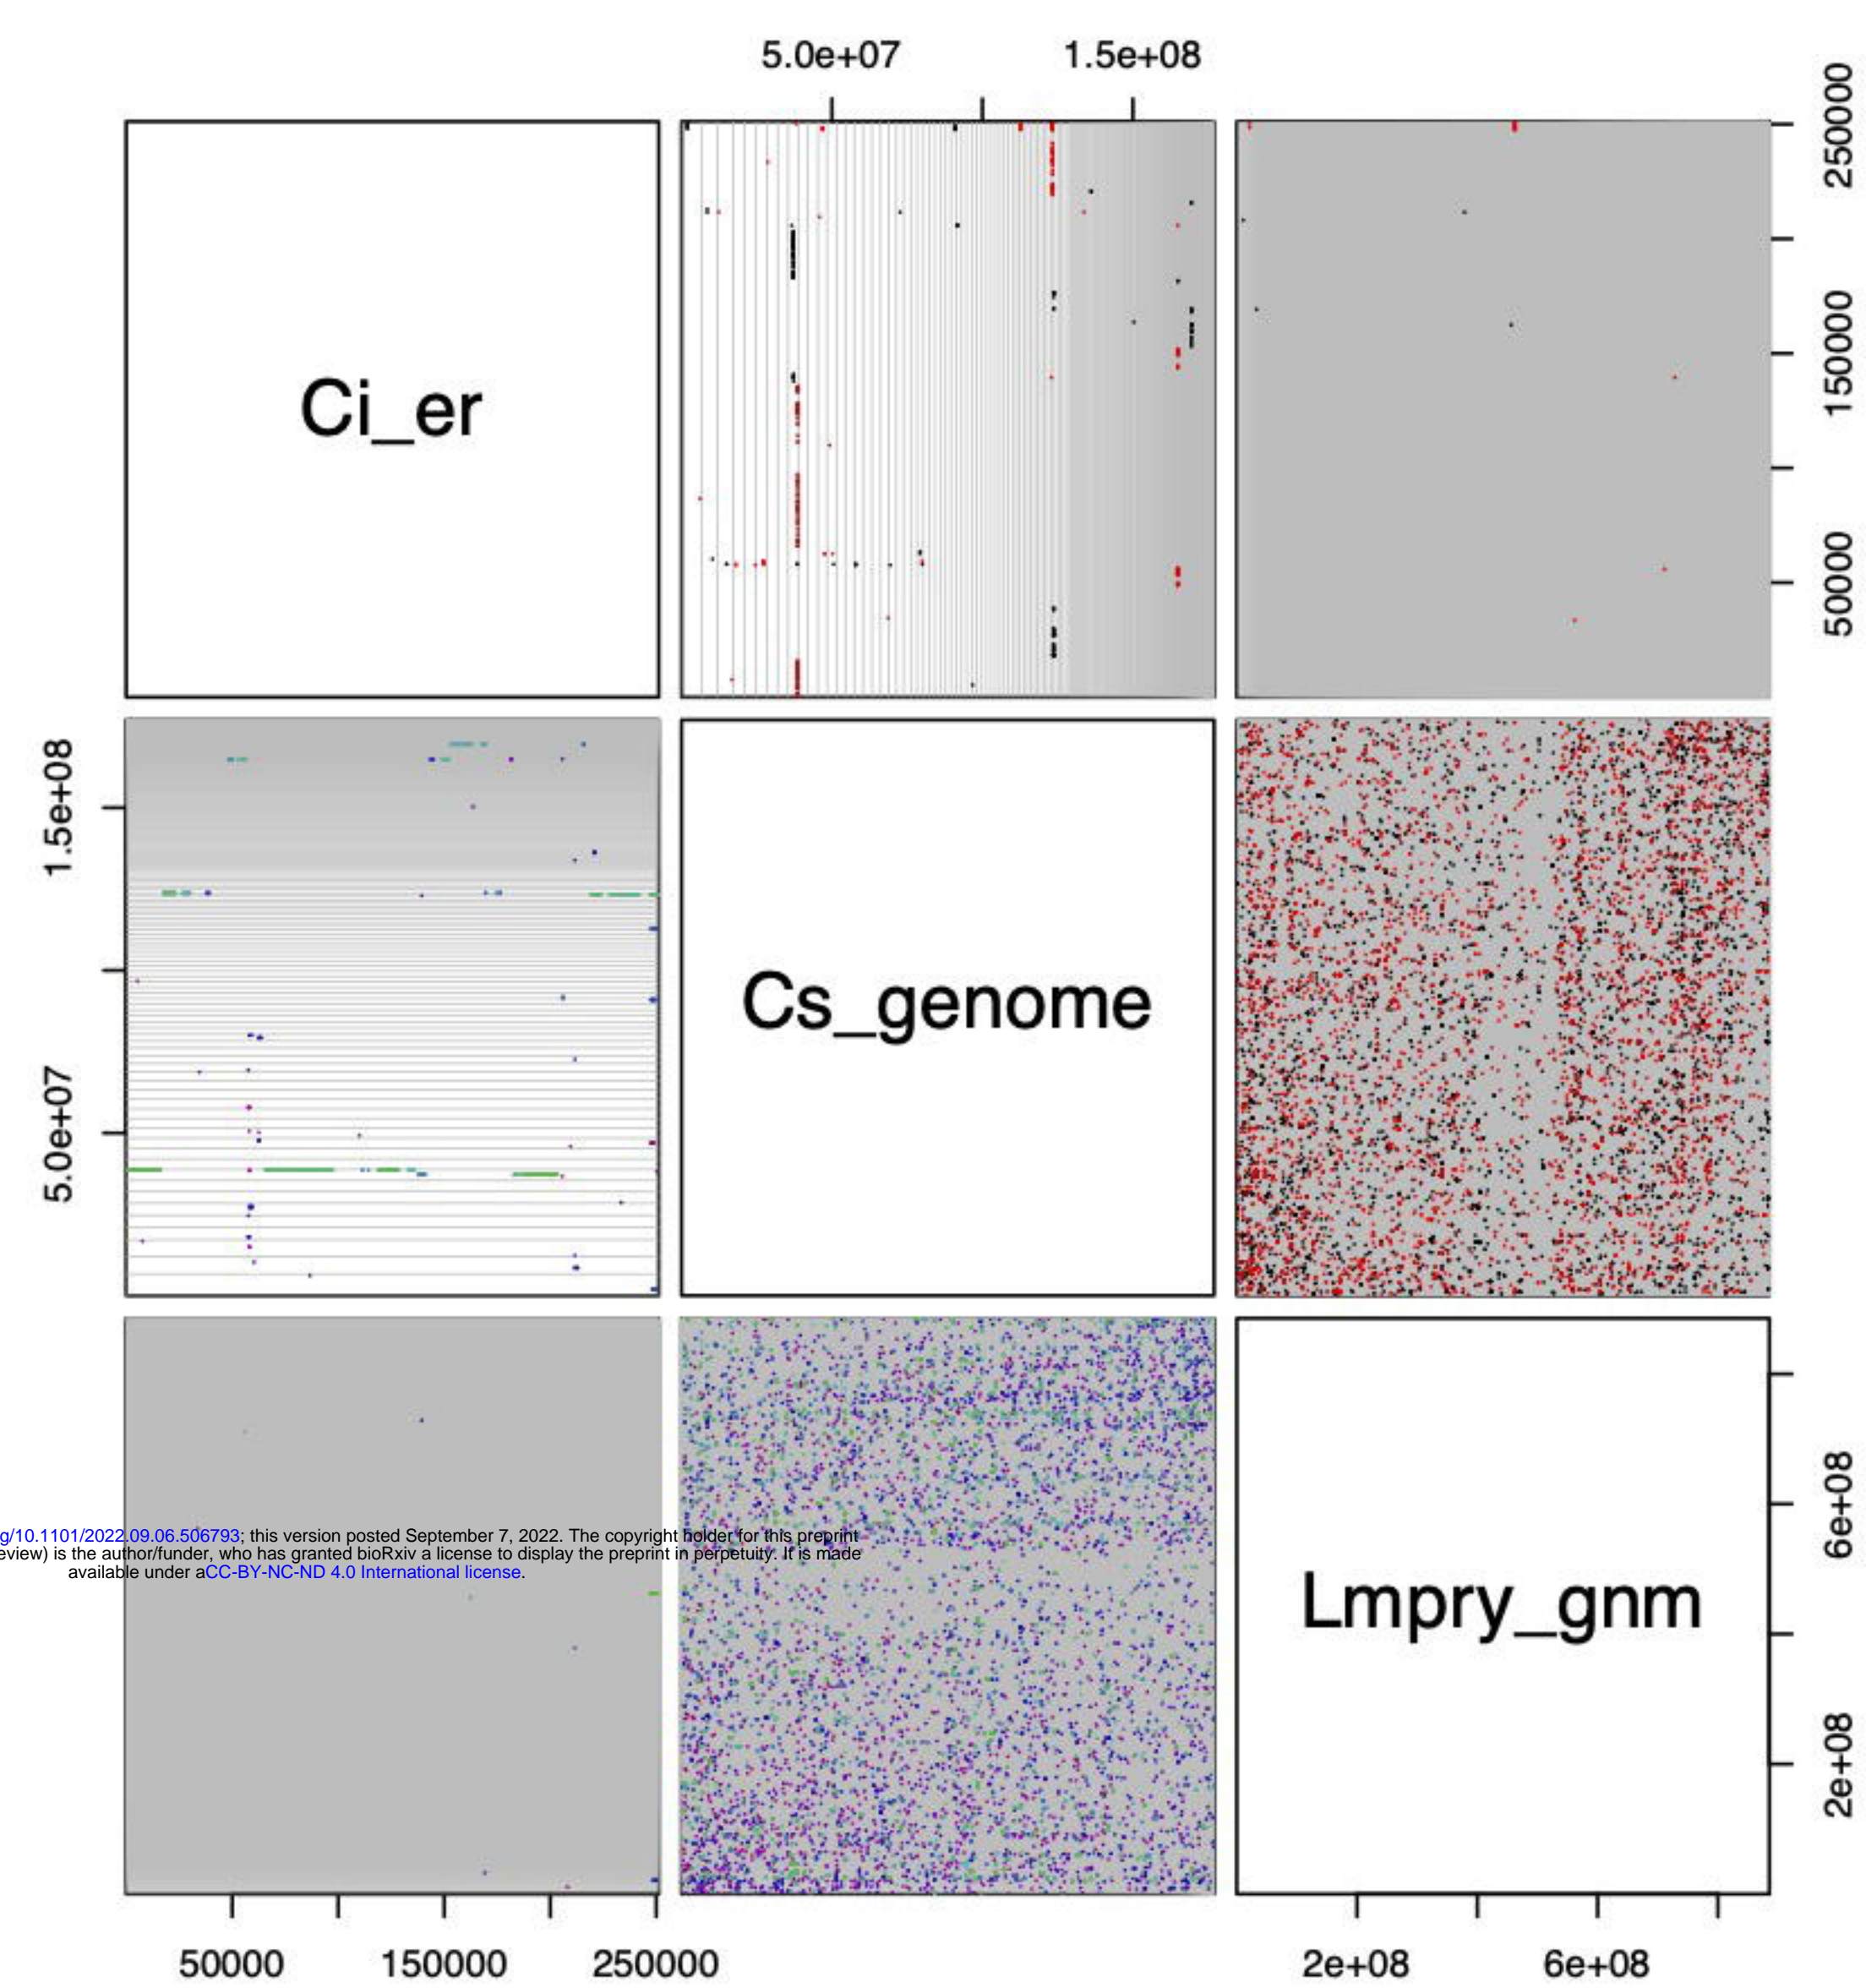 5.0e+07 1.5e+08
250000
150000
50000
Ci_er
1.5e+08
5.0e+07
Cs_genome
g/10.1101/2022.09.06.506793; this version posted September 7, 2022. The copyright holder for this preprint
eview) is the author/funder, who has granted bioRxiv a license to display the preprint in perpetuity. It is made
available under aCC-BY-NC-ND 4.0 International license.
Lmpry_gnm
6e+08
2e+08
50000 150000 250000 2e+08 6e+08